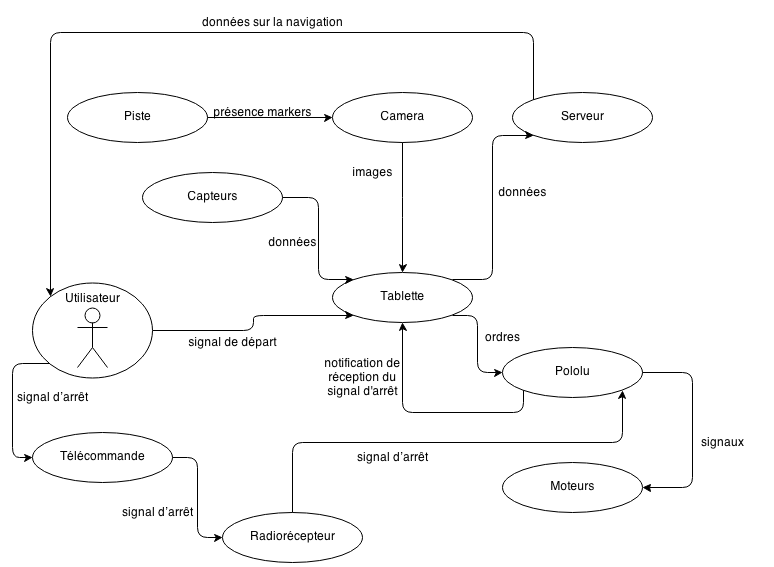 données sur la navigation
Piste
présence markers
Camera
Serveur
images
Capteurs
données
données
Utilisateur
Tablette
signal de départ
ordres
notification de
réception du
signal d'arrêt
Pololu
signal d'arrêt
signaux
Télécommande
signal d'arrêt
Moteurs
signal d'arrêt
Radiorécepteur